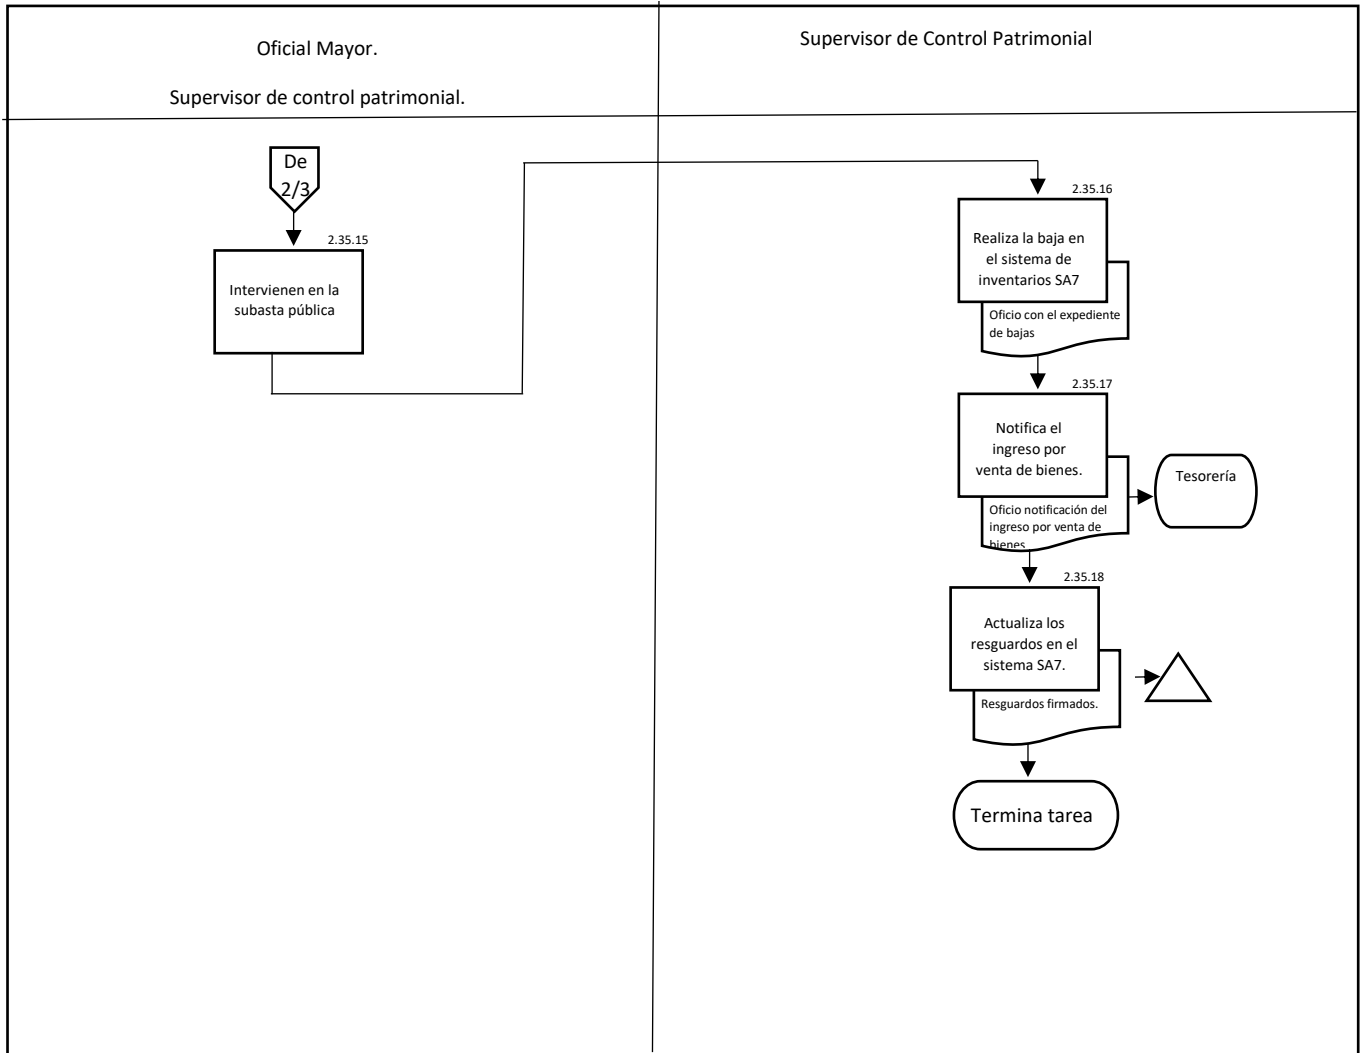 Oficial Mayor.
Supervisor de control patrimonial.
Supervisor de Control Patrimonial
De
2/3
2.35.15
Intervienen en la
subasta pública
2.35.16
Realiza la baja en
el sistema de
inventarios SA7
Oficio con el expediente
de bajas
2.35.17
Notifica el
ingreso por
venta de bienes.
Oficio notificación del
ingreso por venta de
bienes
Tesorería
2.35.18
Actualiza los
resguardos en el
sistema SA7.
Resguardos firmados.
Termina tarea